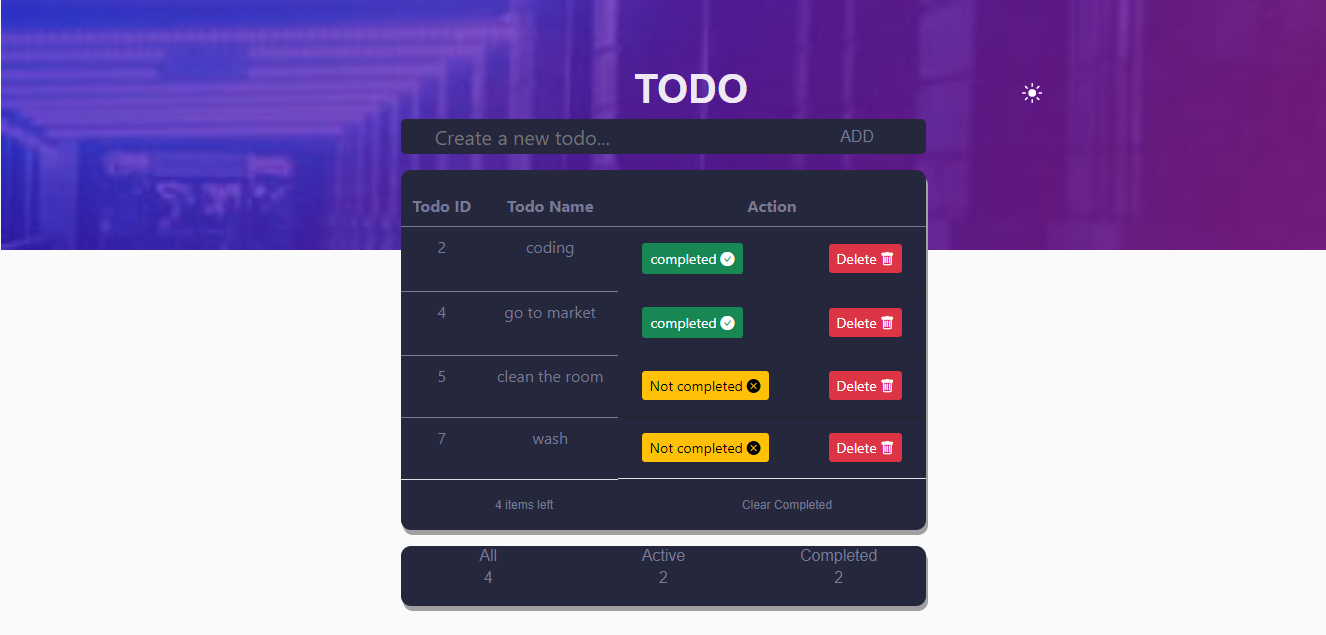 TODO
Create a new todo... ADD
Todo ID Todo Name Action
2 coding completed Delete
4 go to market completed Delete
5 clean the room Not completed Delete
7 wash Not completed Delete
4 items left Clear Completed
All Active Completed
4 2 2